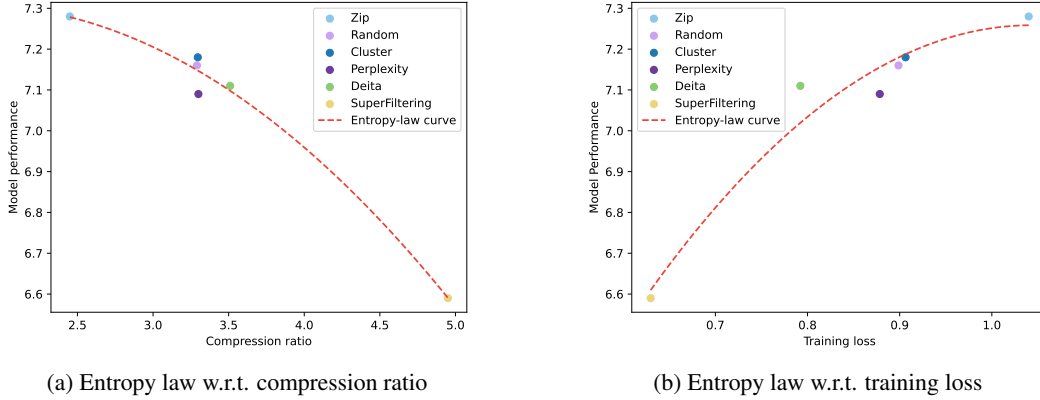 7.3
7.2
7.1
7.0
6.9
6.8
6.7
6.6
Model performance
2.5 3.0 3.5 4.0 4.5 5.0
Compression ratio
Zip
Random
Cluster
Perplexity
Deita
SuperFiltering
Entropy-law curve
(a) Entropy law w.r.t. compression ratio
7.3
7.2
7.1
7.0
6.9
6.8
6.7
6.6
Model Performance
0.7 0.8 0.9 1.0
Training loss
Zip
Random
Cluster
Perplexity
Deita
SuperFiltering
Entropy-law curve
(b) Entropy law w.r.t. training loss